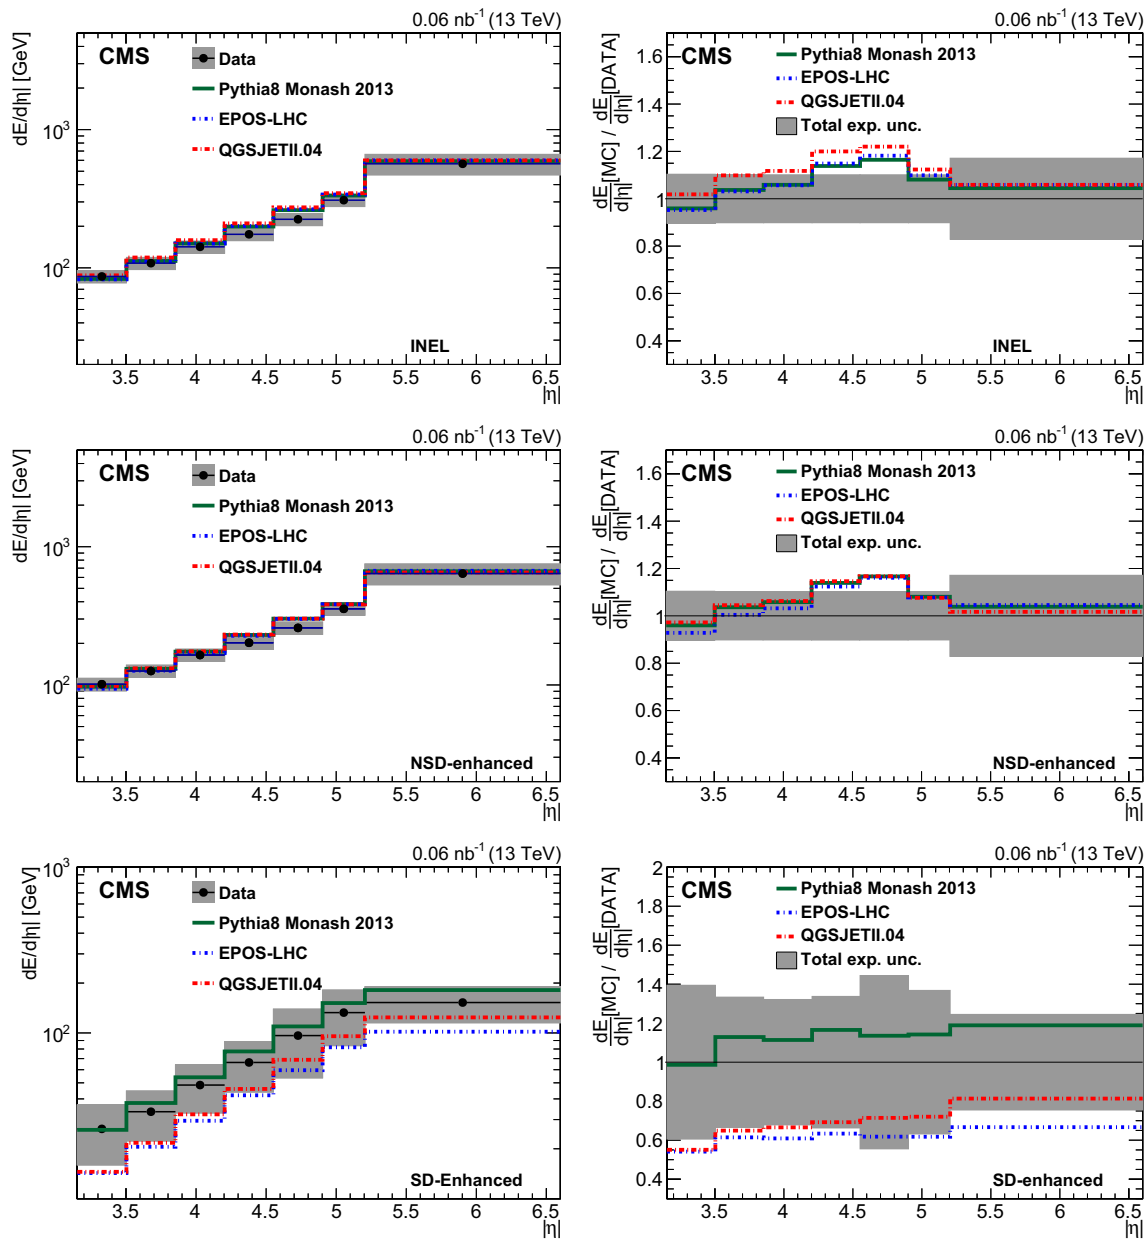 0.06 nb⁻¹ (13 TeV)
CMS
Data
Pythia8 Monash 2013
EPOS-LHC
QGSJETII.04
dE/d|η| [GeV]
10³
10²
INEL
3.5 4 4.5 5 5.5 6 6.5
|η|
0.06 nb⁻¹ (13 TeV)
CMS
Pythia8 Monash 2013
EPOS-LHC
QGSJETII.04
Total exp. unc.
dE/d|η| [MC] / dE/d|η| [DATA]
1.6
1.4
1.2
1
0.8
0.6
0.4
INEL
3.5 4 4.5 5 5.5 6 6.5
|η|
0.06 nb⁻¹ (13 TeV)
CMS
Data
Pythia8 Monash 2013
EPOS-LHC
QGSJETII.04
dE/d|η| [GeV]
10³
10²
NSD-enhanced
3.5 4 4.5 5 5.5 6 6.5
|η|
0.06 nb⁻¹ (13 TeV)
CMS
Pythia8 Monash 2013
EPOS-LHC
QGSJETII.04
Total exp. unc.
dE/d|η| [MC] / dE/d|η| [DATA]
1.6
1.4
1.2
1
0.8
0.6
0.4
NSD-enhanced
3.5 4 4.5 5 5.5 6 6.5
|η|
0.06 nb⁻¹ (13 TeV)
CMS
Data
Pythia8 Monash 2013
EPOS-LHC
QGSJETII.04
dE/d|η| [GeV]
10³
10²
SD-Enhanced
3.5 4 4.5 5 5.5 6 6.5
|η|
0.06 nb⁻¹ (13 TeV)
CMS
Pythia8 Monash 2013
EPOS-LHC
QGSJETII.04
Total exp. unc.
dE/d|η| [MC] / dE/d|η| [DATA]
2
1.8
1.6
1.4
1.2
1
0.8
0.6
0.4
SD-enhanced
3.5 4 4.5 5 5.5 6 6.5
|η|